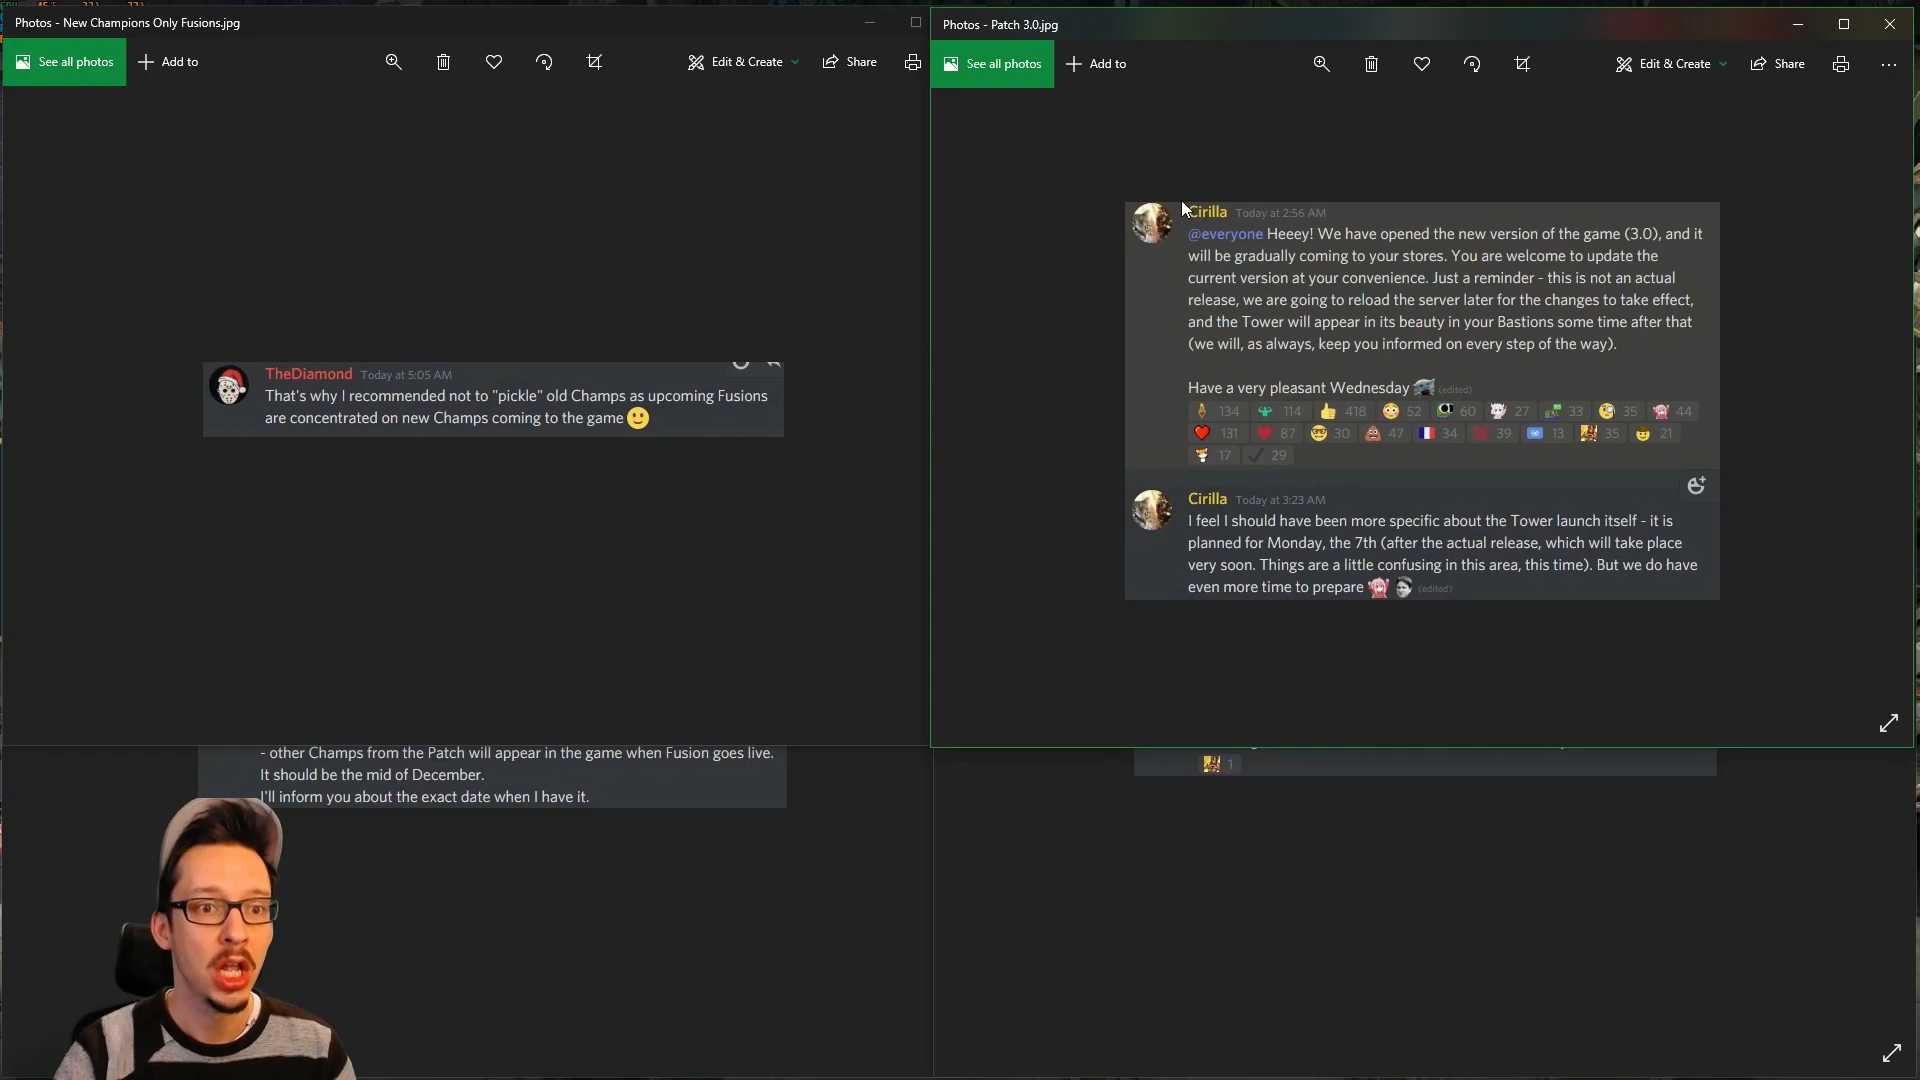 Photos - New Champions Only Fusions.jpg
See all photos
Add to
Edit & Create
Share
TheDiamond Today at 5:05 AM
That's why I recommended not to "pickle" old Champs as upcoming Fusions
are concentrated on new Champs coming to the game
- other Champs from the Patch will appear in the game when Fusion goes live.
It should be the mid of December.
I'll inform you about the exact date when I have it.
Photos - Patch 3.0.jpg
See all photos
Add to
Edit & Create
Share
Cirilla Today at 2:56 AM
@everyone Heeey! We have opened the new version of the game (3.0), and it
will be gradually coming to your stores. You are welcome to update the
current version at your convenience. Just a reminder - this is not an actual
release, we are going to reload the server later for the changes to take effect,
and the Tower will appear in its beauty in your Bastions some time after that
(we will, as always, keep you informed on every step of the way).
Have a very pleasant Wednesday (edited)
134 114 418 52 60 27 33 35 44
131 87 30 47 34 39 13 35 21
17 29
Cirilla Today at 3:23 AM
I feel I should have been more specific about the Tower launch itself - it is
planned for Monday, the 7th (after the actual release, which will take place
very soon. Things are a little confusing in this area, this time). But we do have
even more time to prepare (edited)
1